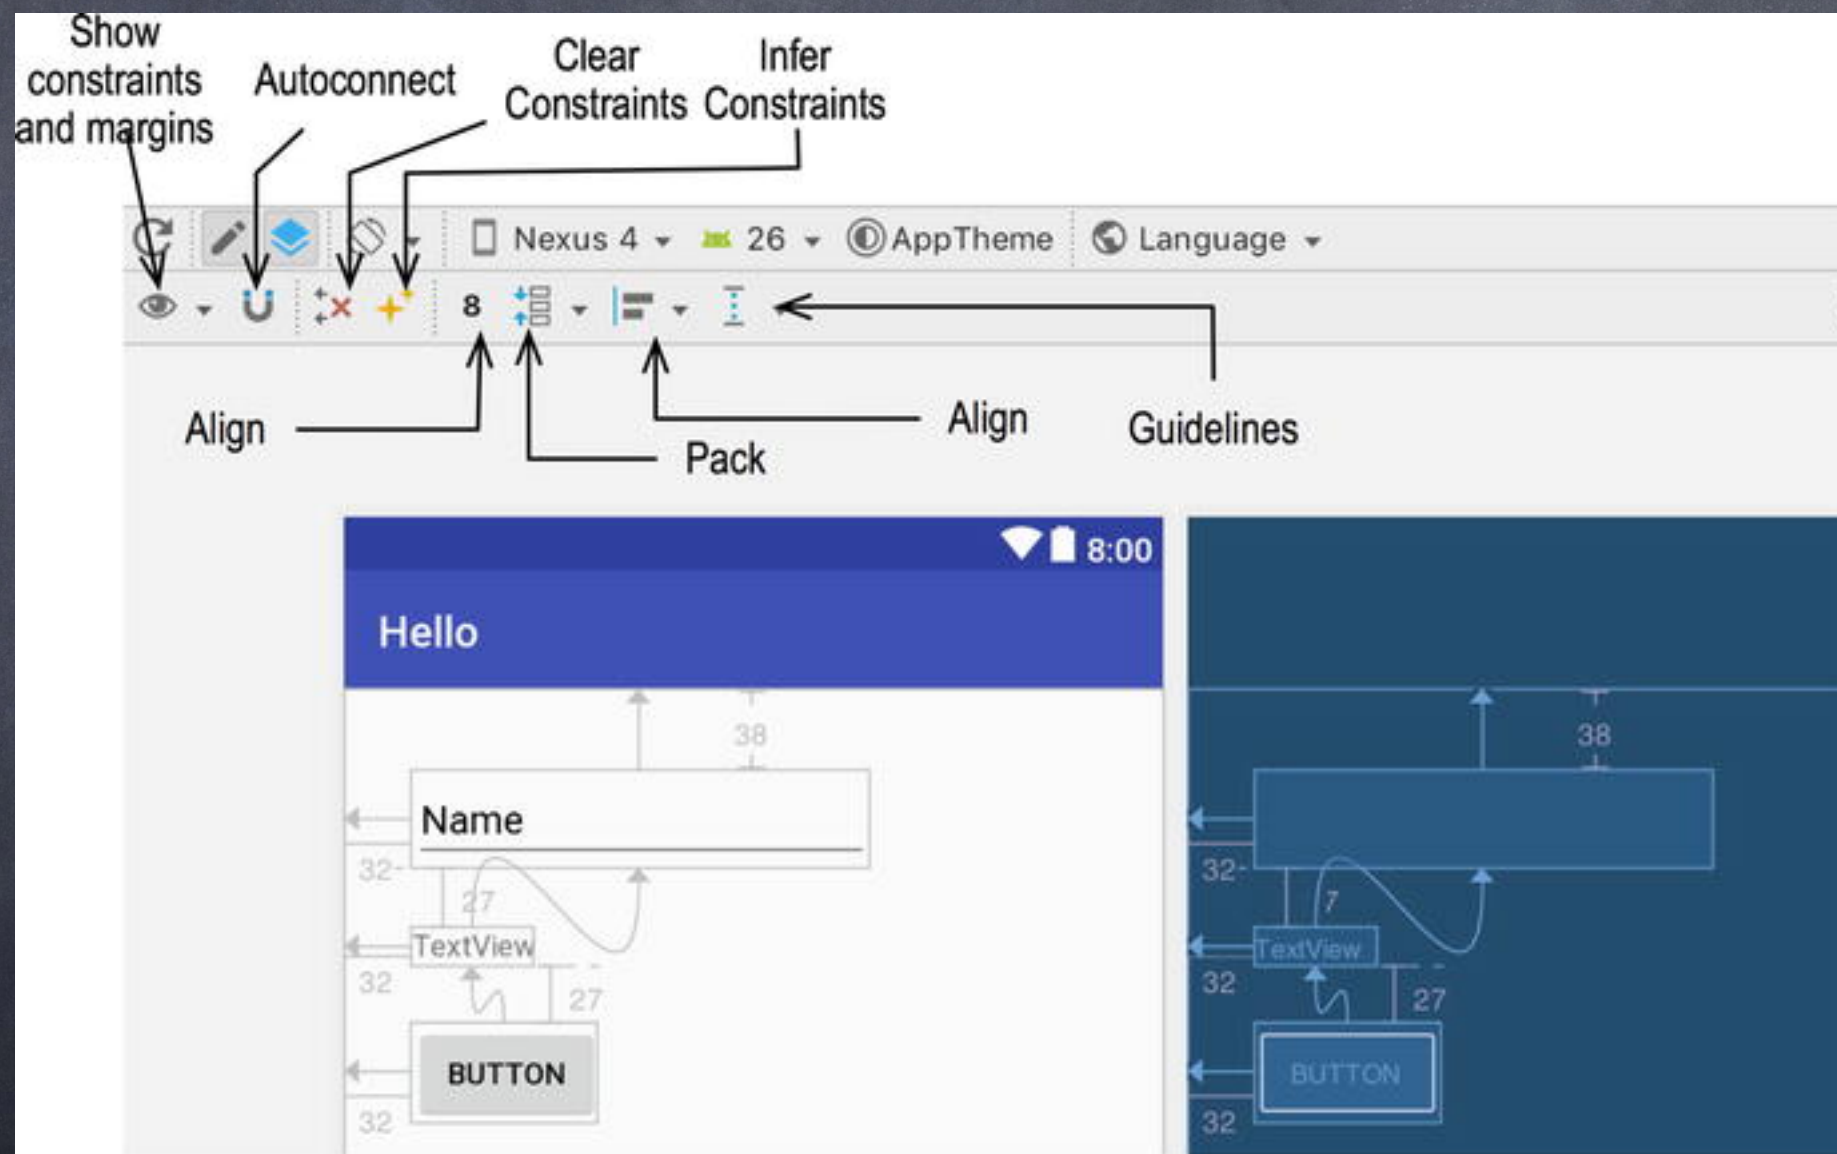 Show
constraints
and margins
Autoconnect
Clear
Constraints
Infer
Constraints
Nexus 4
26
AppTheme
Language
8
Align
Pack
Align
Guidelines
8:00
Hello
38
Name
32
27
TextView
32
27
BUTTON
32
38
32
7
TextView
32
27
BUTTON
32